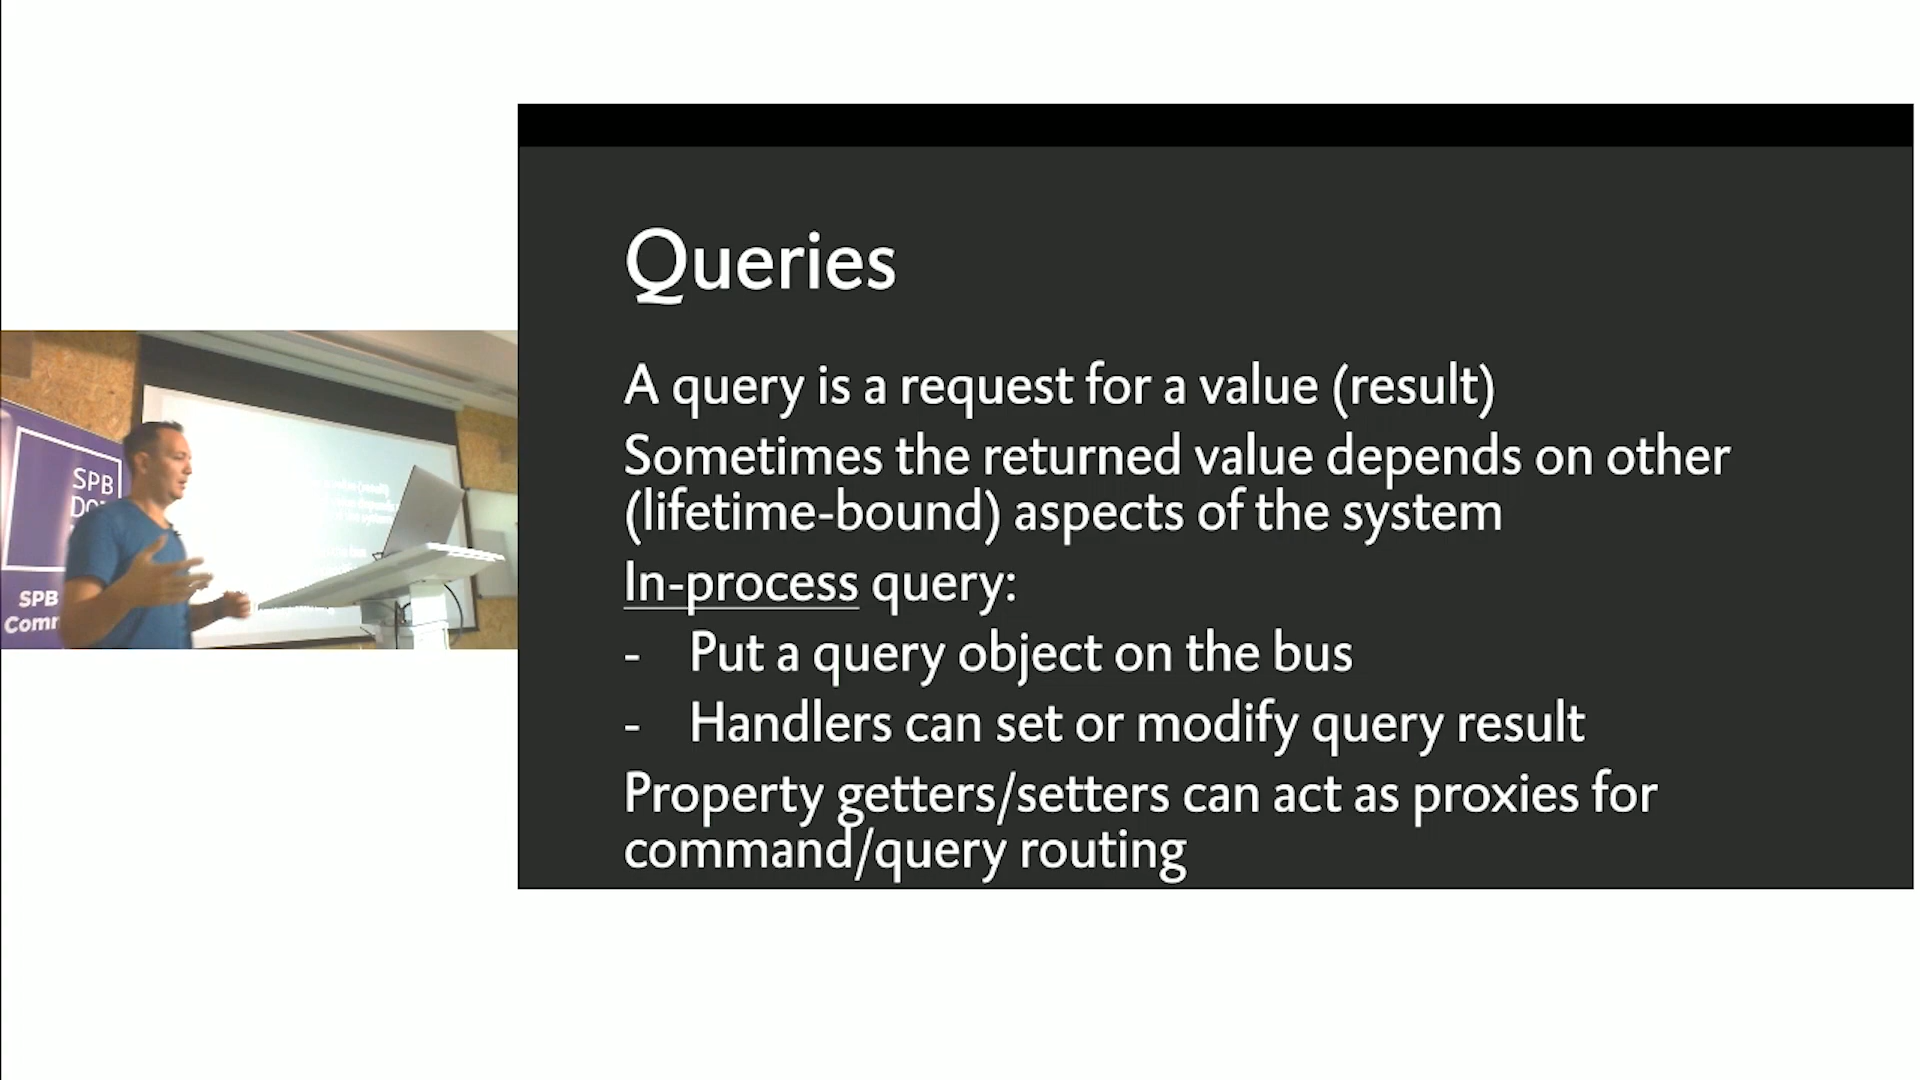 Queries
A query is a request for a value (result)
Sometimes the returned value depends on other
(lifetime-bound) aspects of the system
In-process query:
- Put a query object on the bus
- Handlers can set or modify query result
Property getters/setters can act as proxies for
command/query routing
SPB
SPB